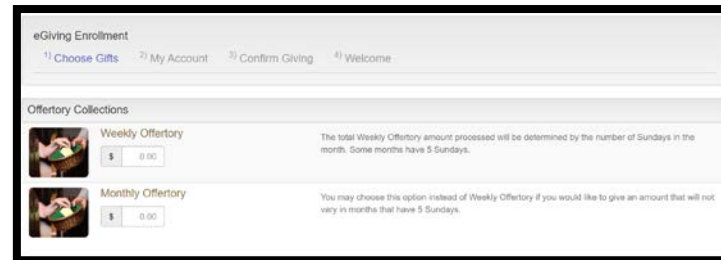 eGiving Enrollment
1) Choose Gifts 2) My Account 3) Confirm Giving 4) Welcome
Offertory Collections
Weekly Offertory
$ 0.00
The total Weekly Offertory amount processed will be determined by the number of Sundays in the
month. Some months have 5 Sundays.
Monthly Offertory
$ 0.00
You may choose this option instead of Weekly Offertory if you would like to give an amount that will not
vary in months that have 5 Sundays.